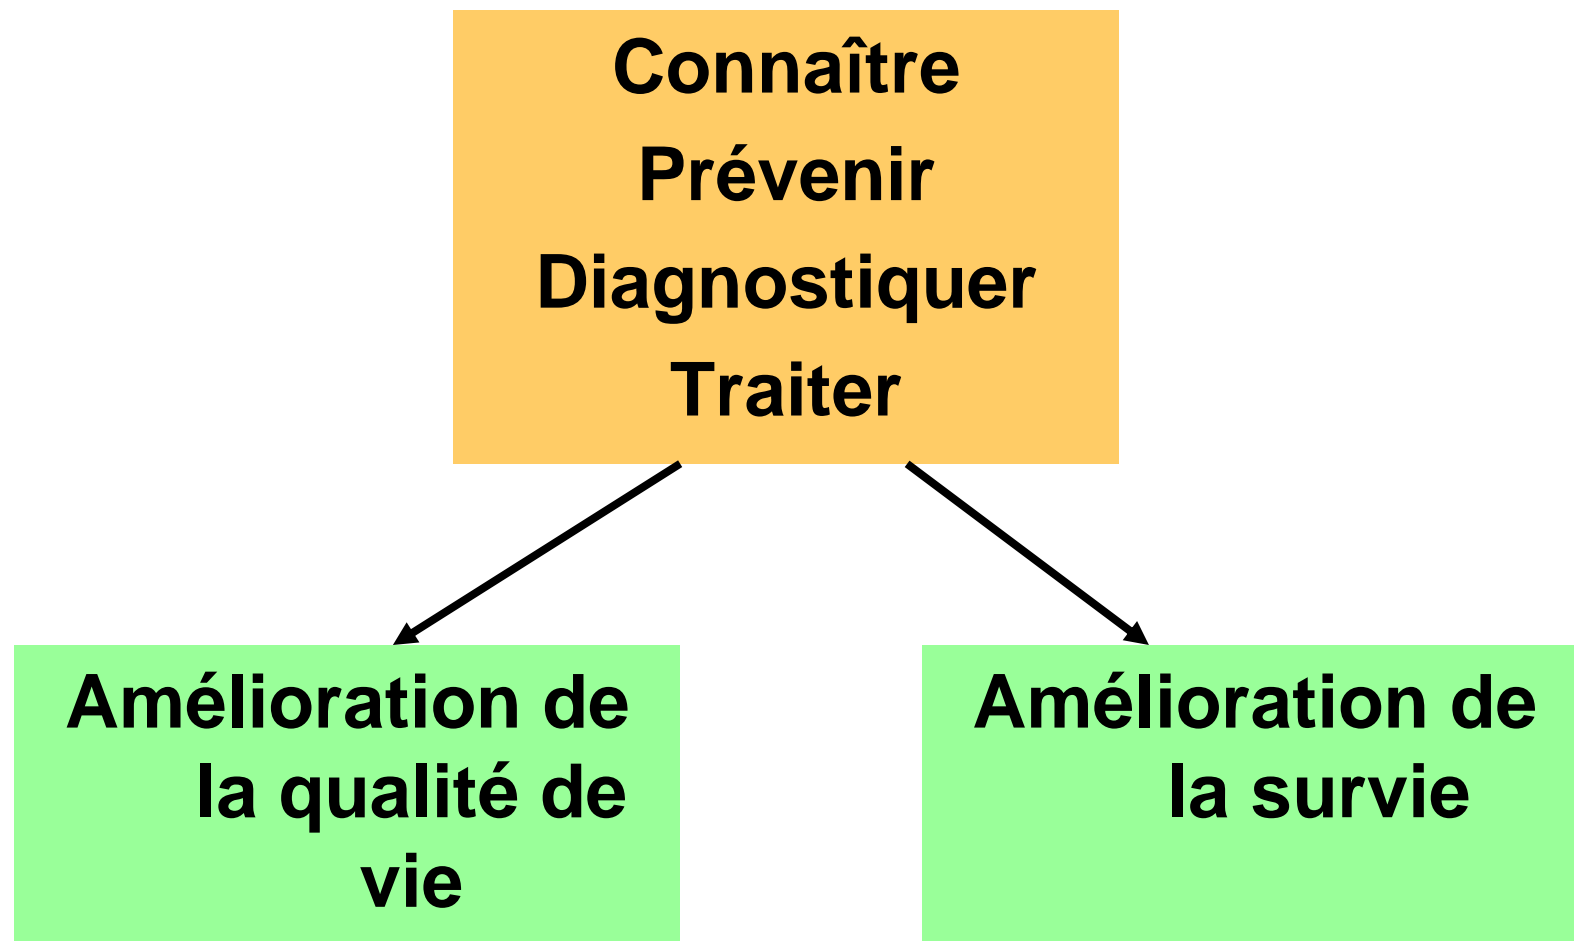 Connaître
Prévenir
Diagnostiquer
Traiter
Amélioration de
la qualité de
vie
Amélioration de
la survie